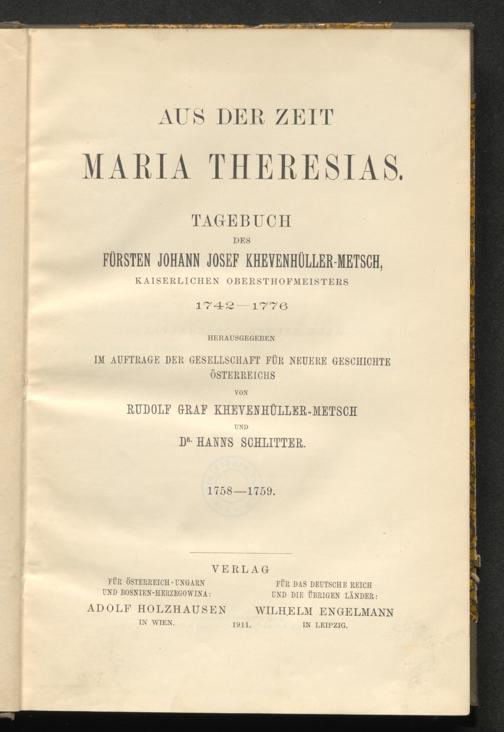 AUS DER ZEIT
MARIA THERESIAS.
TAGEBUCH
DES
FÜRSTEN JOHANN JOSEF KHEVENHÜLLER-METSCH,
KAISERLICHEN OBERSTHOFMEISTERS
1742—1776
HERAUSGEGEBEN
IM AUFTRAGE DER GESELLSCHAFT FÜR NEUERE GESCHICHTE
ÖSTERREICHS
VON
RUDOLF GRAF KHEVENHÜLLER-METSCH
UND
DR. HANNS SCHLITTER.
1758—1759.
VERLAG
FÜR ÖSTERREICH-UNGARN
UND BOSNIEN-HERZEGOWINA:
ADOLF HOLZHAUSEN
IN WIEN.
FÜR DAS DEUTSCHE REICH
UND DIE ÜBRIGEN LÄNDER:
WILHELM ENGELMANN
IN LEIPZIG.
1911.